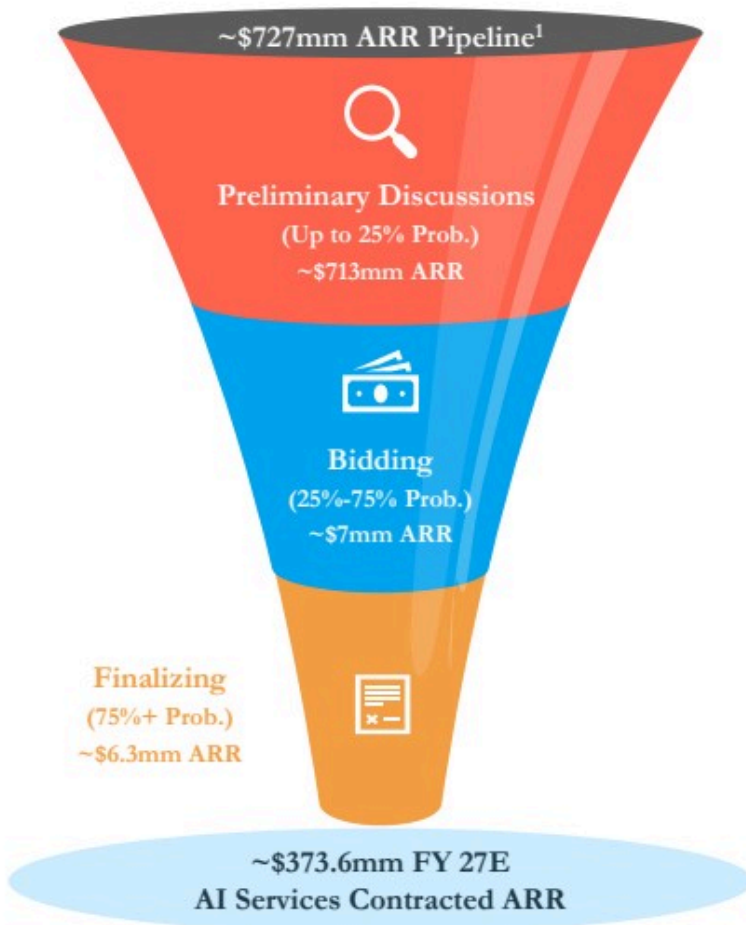 ~$727mm ARR Pipeline¹
Preliminary Discussions
(Up to 25% Prob.)
~$713mm ARR
Bidding
(25%-75% Prob.)
~$7mm ARR
Finalizing
(75%+ Prob.)
~$6.3mm ARR
~$373.6mm FY 27E
AI Services Contracted ARR